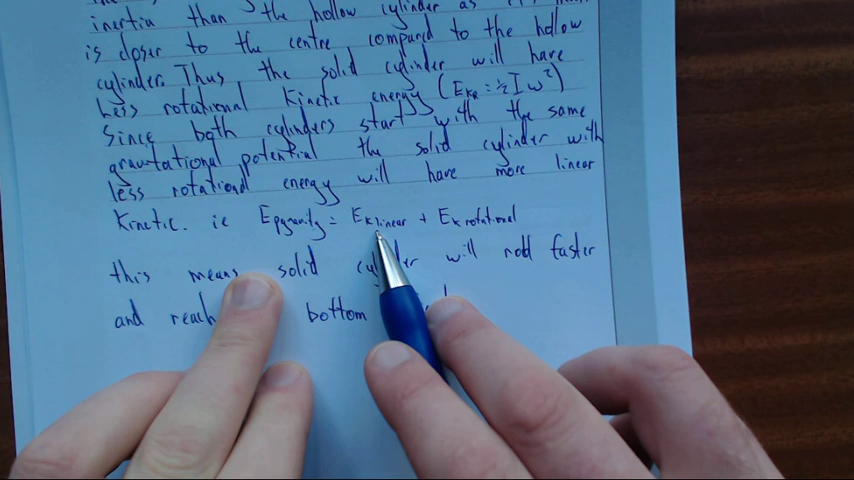 inertia than the hollow cylinder as
is closer to the centre compared to the hollow
cylinder. Thus the solid cylinder will have
less rotational kinetic energy (EKR = ½ I ω²)
Since both cylinders start with the same
gravitational potential the solid cylinder with
less rotational energy will have more linear
Kinetic. ie Epgravity = EKlinear + EKrotational
this means solid will roll faster
and reach bottom